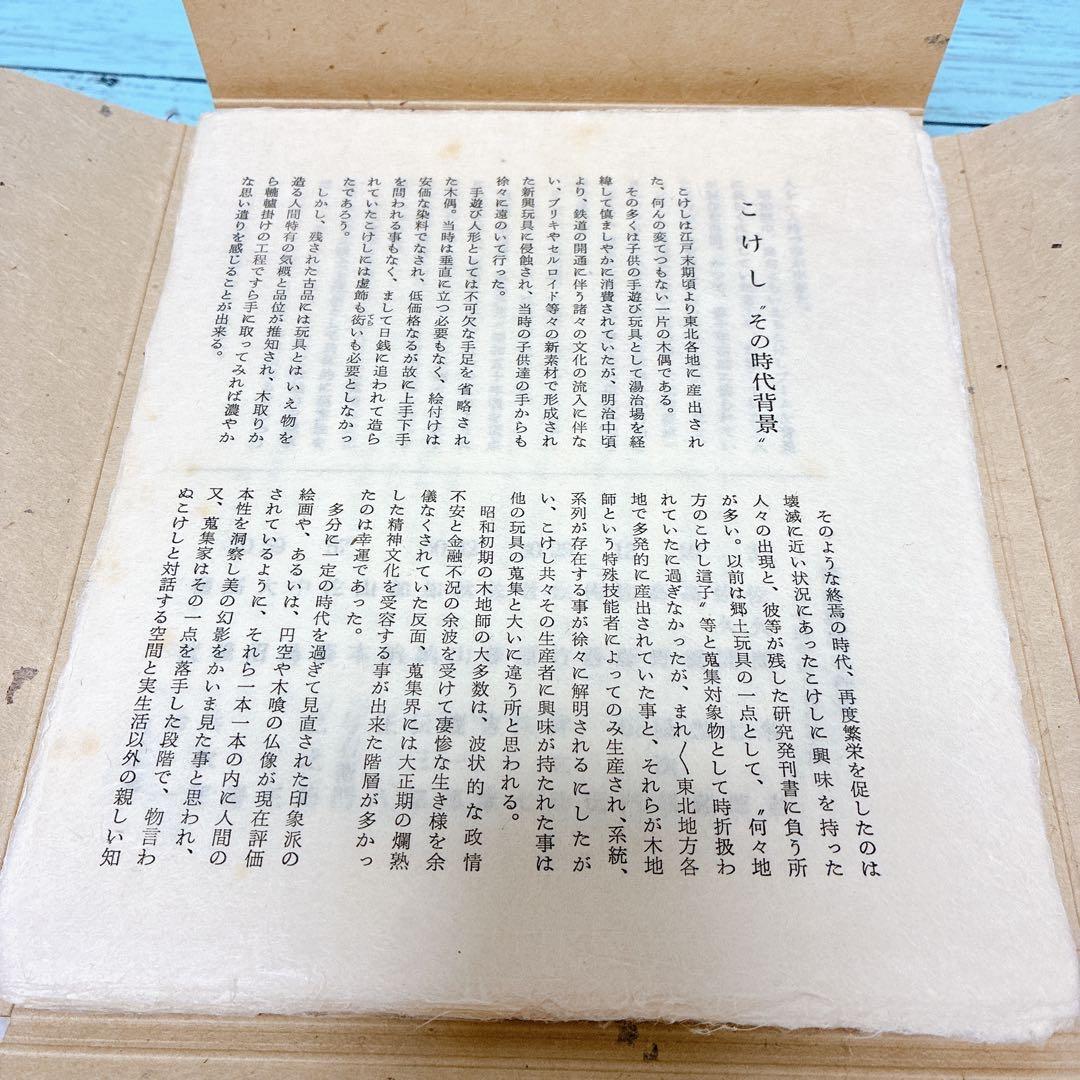 こけし〝その時代背景〟
こけしは江戸末期頃より東北各地に産出され
た、何んの変てつもない一片の木偶である。
その多くは子供の手遊び玩具として湯治場を経
緯して慎ましやかに消費されていたが、明治中頃
より、鉄道の開通に伴う諸々の文化の流入に伴な
い、ブリキやセルロイド等々の新素材で形成され
た新興玩具に侵蝕され、当時の子供達の手からも
徐々に遠のいて行った。
手遊び人形としては不可欠な手足を省略され
た木偶。当時は垂直に立つ必要もなく、絵付けは
安価な染料でなされ、低価格なるが故に上手下手
を問われる事もなく、まして日銭に追われて造ら
れていたこけしには虚飾も衒いも必要としなかっ
てら
たであろう。
しかし、残された古品には玩具とはいえ物を
造る人間特有の気概と品位が推知され、木取りか
ら轆轤掛けの工程ですら手に取ってみれば濃やか
な思い遣りを感じることが出来る。
そのような終焉の時代、再度繁栄を促したのは
壊滅に近い状況にあったこけしに興味を持った
人々の出現と、彼等が残した研究発刊書に負う所
が多い。以前は郷土玩具の一点として、〝何々地
方のこけし這子〟等と蒐集対象物として時折扱わ
れていたに過ぎなかったが、まれ〱東北地方各
地で多発的に産出されていた事と、それらが木地
師という特殊技能者によってのみ生産され、系統、
系列が存在する事が徐々に解明されるにしたが
い、こけし共々その生産者に興味が持たれた事は
他の玩具の蒐集と大いに違う所と思われる。
昭和初期の木地師の大多数は、波状的な政情
不安と金融不況の余波を受けて凄惨な生き様を余
儀なくされていた反面、蒐集界には大正期の爛熟
した精神文化を受容する事が出来た階層が多かっ
たのは幸運であった。
多分に一定の時代を過ぎて見直された印象派の
絵画や、あるいは、円空や木喰の仏像が現在評価
されているように、それら一本一本の内に人間の
本性を洞察し美の幻影をかいま見た事と思われ、
又、蒐集家はその一点を落手した段階で、物言わ
ぬこけしと対話する空間と実生活以外の親しい知